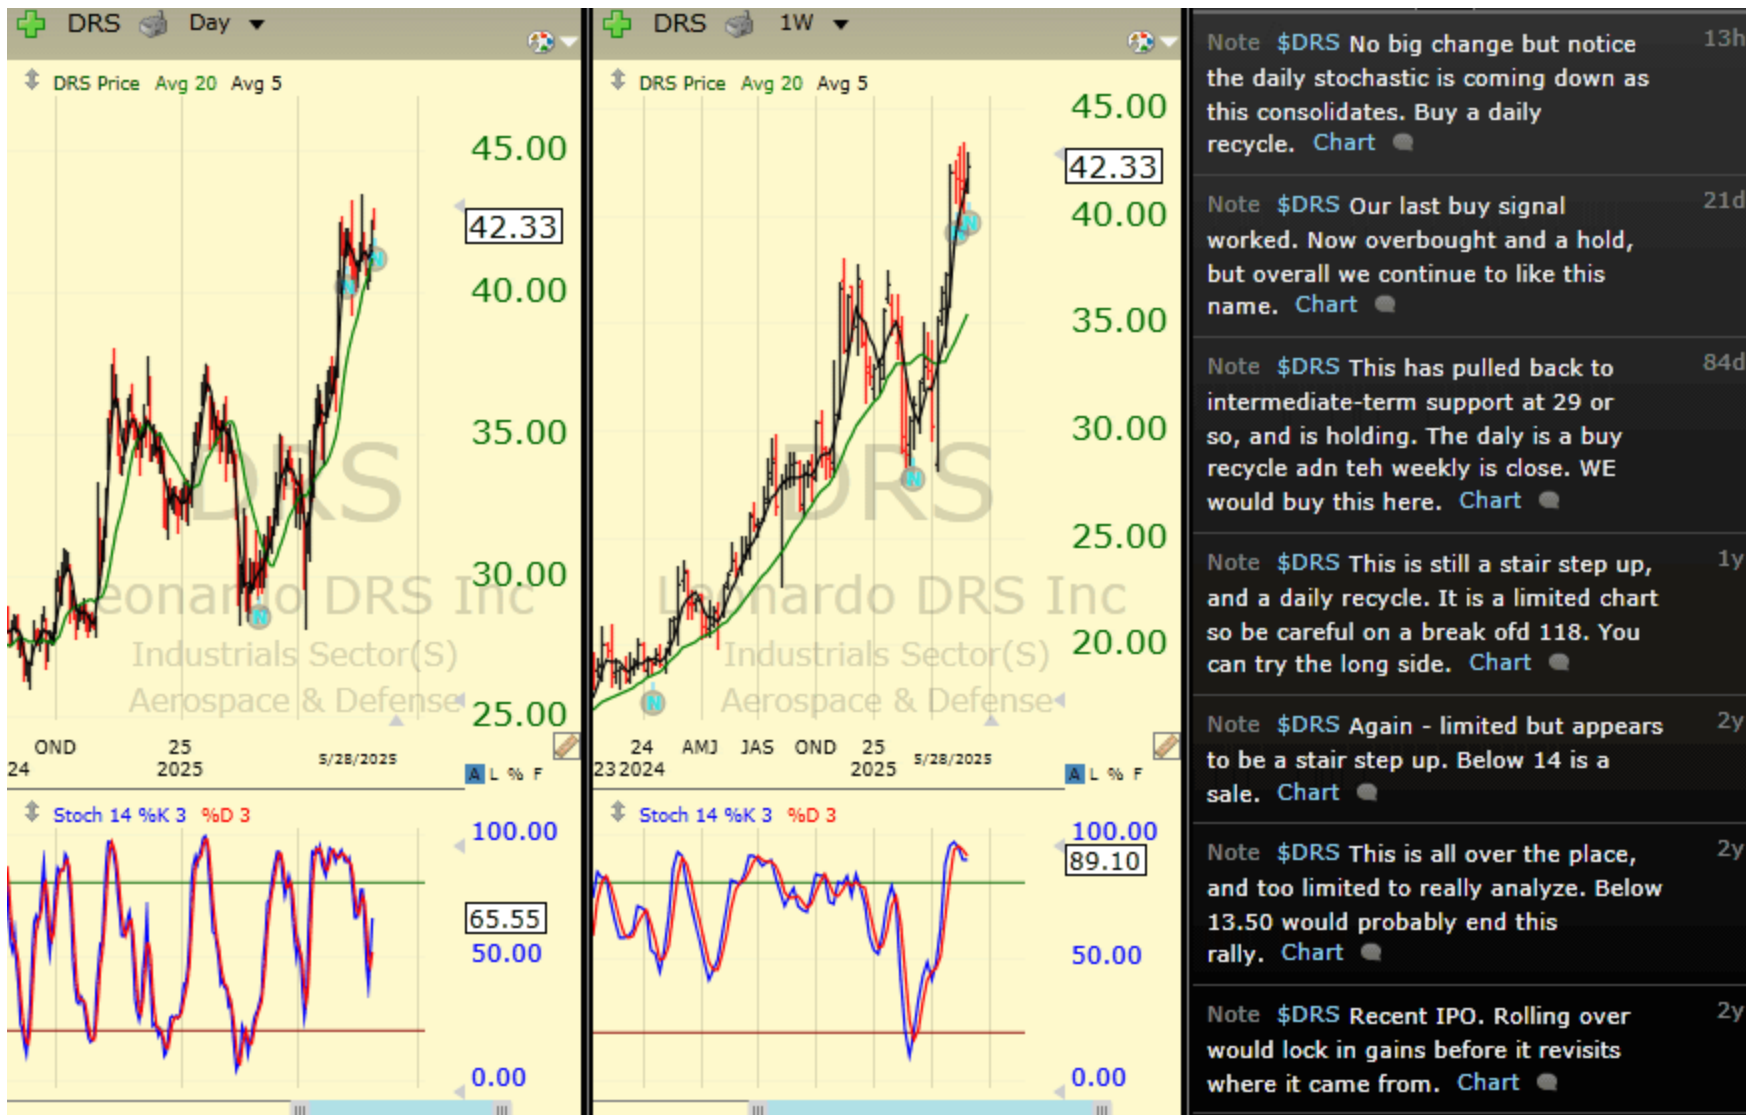 DRS Day
DRS Price Avg 20 Avg 5
45.00
42.33
40.00
35.00
30.00
25.00
DRS
Leonardo DRS Inc
Industrials Sector(S)
Aerospace & Defense
N
N
N
OND 25 5/28/2025
24 2025
A L % F
Stoch 14 %K 3 %D 3
100.00
65.55
50.00
0.00
DRS 1W
DRS Price Avg 20 Avg 5
45.00
42.33
40.00
35.00
30.00
25.00
20.00
DRS
Leonardo DRS Inc
Industrials Sector(S)
Aerospace & Defense
N
N
N
N
24 AMJ JAS OND 25 5/28/2025
23 2024 2025
A L % F
Stoch 14 %K 3 %D 3
100.00
89.10
50.00
0.00
Note $DRS No big change but notice 13h
the daily stochastic is coming down as
this consolidates. Buy a daily
recycle. Chart
Note $DRS Our last buy signal 21d
worked. Now overbought and a hold,
but overall we continue to like this
name. Chart
Note $DRS This has pulled back to 84d
intermediate-term support at 29 or
so, and is holding. The daly is a buy
recycle adn teh weekly is close. WE
would buy this here. Chart
Note $DRS This is still a stair step up, 1y
and a daily recycle. It is a limited chart
so be careful on a break ofd 118. You
can try the long side. Chart
Note $DRS Again - limited but appears 2y
to be a stair step up. Below 14 is a
sale. Chart
Note $DRS This is all over the place, 2y
and too limited to really analyze. Below
13.50 would probably end this
rally. Chart
Note $DRS Recent IPO. Rolling over 2y
would lock in gains before it revisits
where it came from. Chart